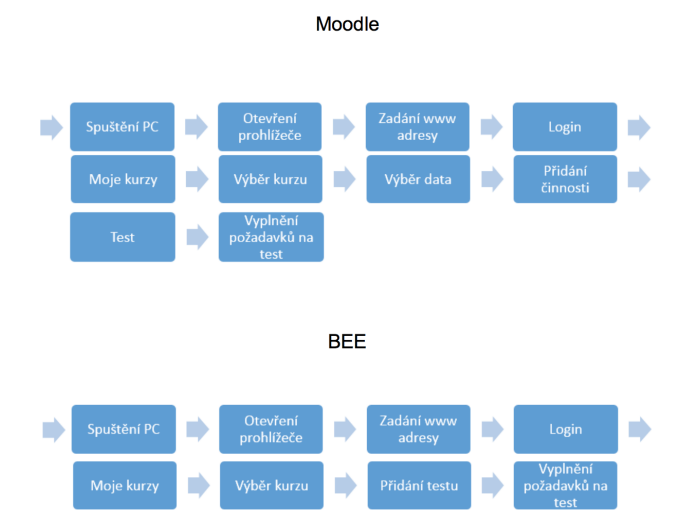 Moodle
Spuštění PC
Otevření
prohlížeče
Zadání www
adresy
Login
Moje kurzy
Výběr kurzu
Výběr data
Přidání
činnosti
Test
Vyplnění
požadavků na
test
BEE
Spuštění PC
Otevření
prohlížeče
Zadání www
adresy
Login
Moje kurzy
Výběr kurzu
Přidání testu
Vyplnění
požadavků na
test